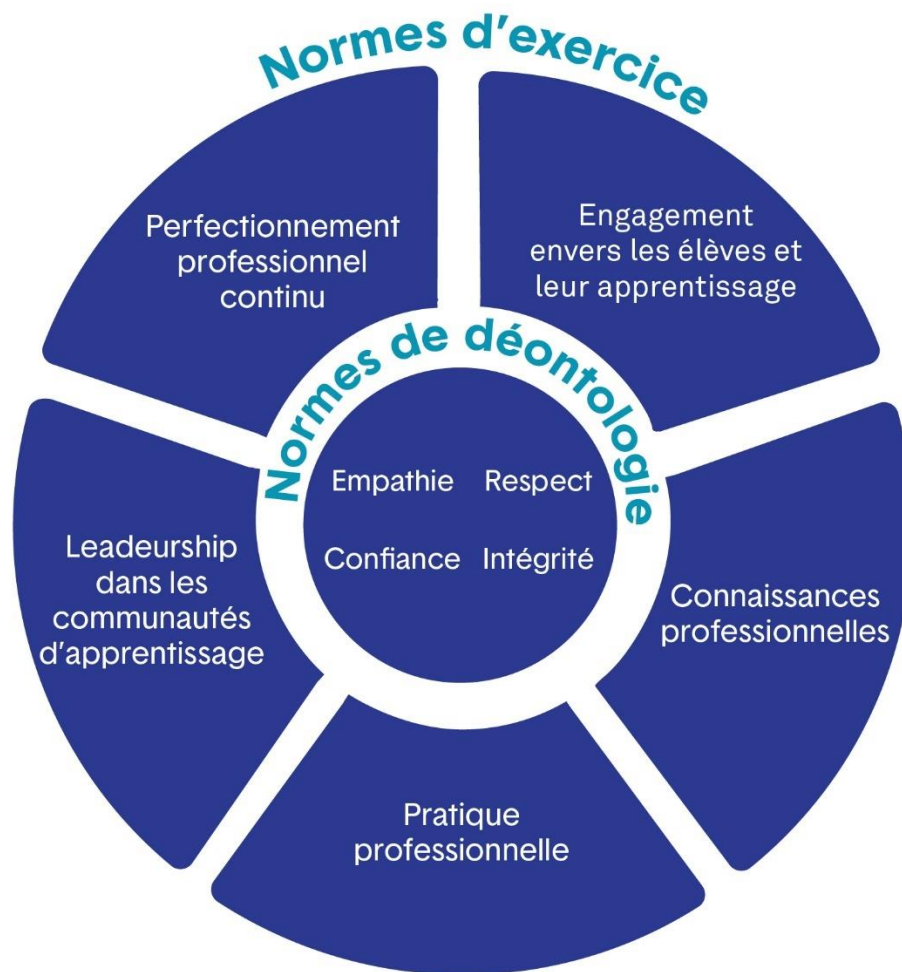 Normes d'exercice
Perfectionnement
professionnel
continu
Engagement
envers les élèves et
leur apprentissage
Normes de déontologie
Empathie Respect
Confiance Intégrité
Leadeurship
dans les
communautés
d'apprentissage
Connaissances
professionnelles
Pratique
professionnelle